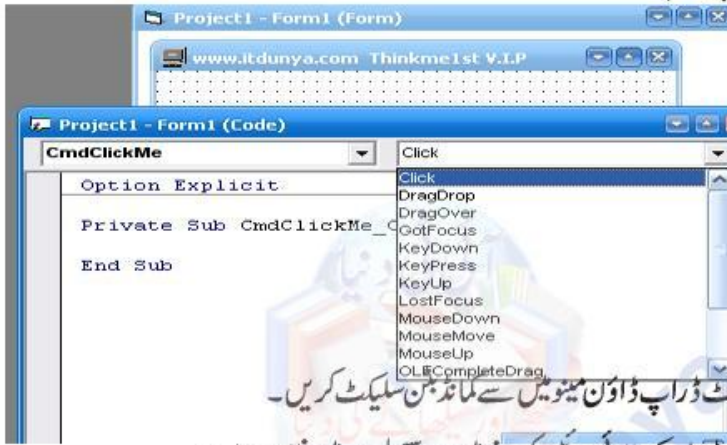 Project1 - Form1 (Form)
www.itdunya.com Thinkme1st V.I.P
Project1 - Form1 (Code)
CmdClickMe Click
Option Explicit
Private Sub CmdClickMe_C
End Sub
Click
DragDrop
DragOver
GotFocus
KeyDown
KeyPress
KeyUp
LostFocus
MouseDown
MouseMove
MouseUp
OLECompleteDrag
ڈراپ ڈاؤن مینو میں سے کمانڈ بٹن سلیکٹ کریں۔